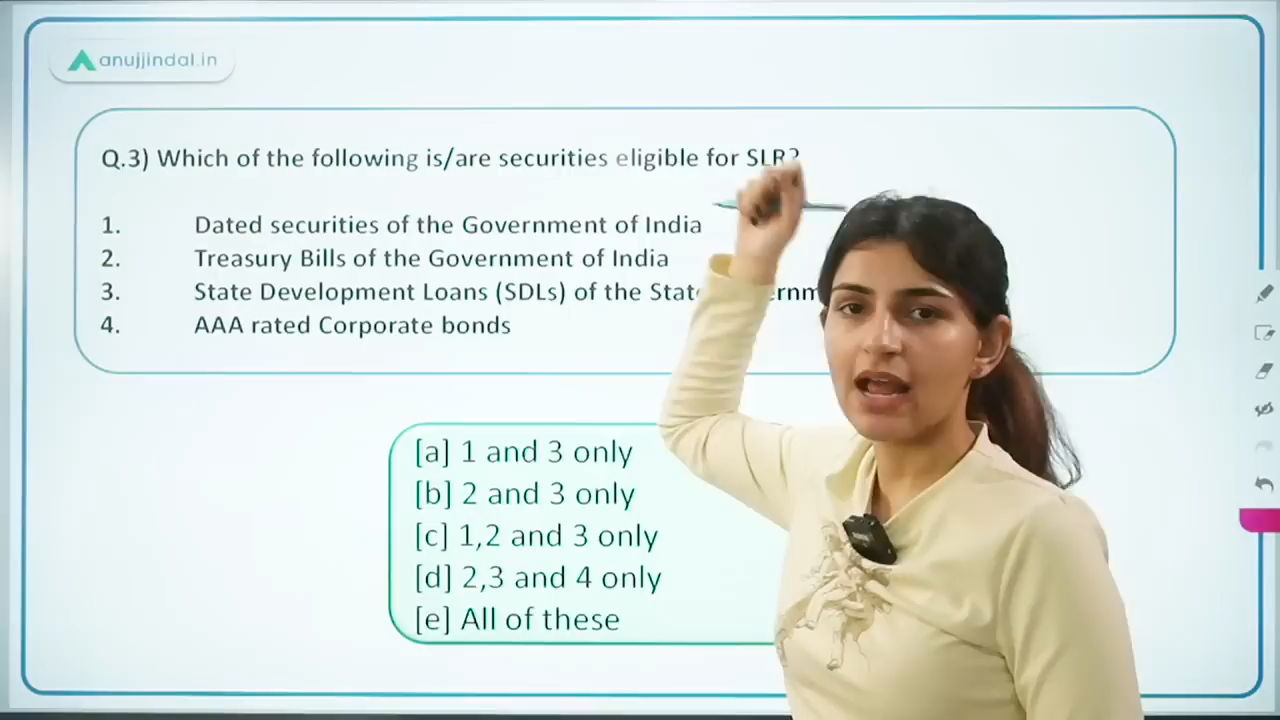 anujjindal.in
Q.3) Which of the following is/are securities eligible for SLR?
1. Dated securities of the Government of India
2. Treasury Bills of the Government of India
3. State Development Loans (SDLs) of the
4. AAA rated Corporate bonds
[a] 1 and 3 only
[b] 2 and 3 only
[c] 1,2 and 3 only
[d] 2,3 and 4 only
[e] All of these